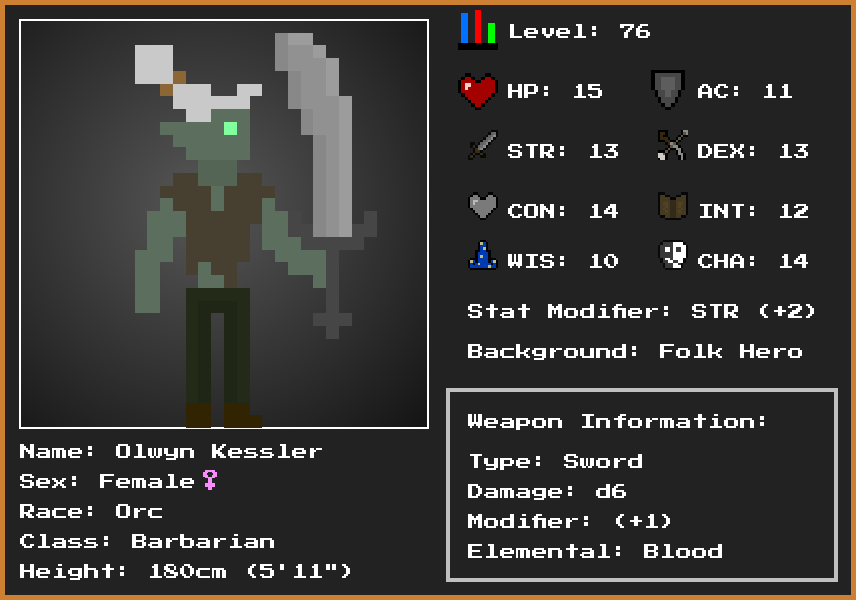 Level: 76
HP: 15
AC: 11
STR: 13
DEX: 13
CON: 14
INT: 12
WIS: 10
CHA: 14
Stat Modifier: STR (+2)
Background: Folk Hero
Weapon Information:
Type: Sword
Damage: d6
Modifier: (+1)
Elemental: Blood
Name: Olwyn Kessler
Sex: Female♀
Race: Orc
Class: Barbarian
Height: 180cm (5'11")